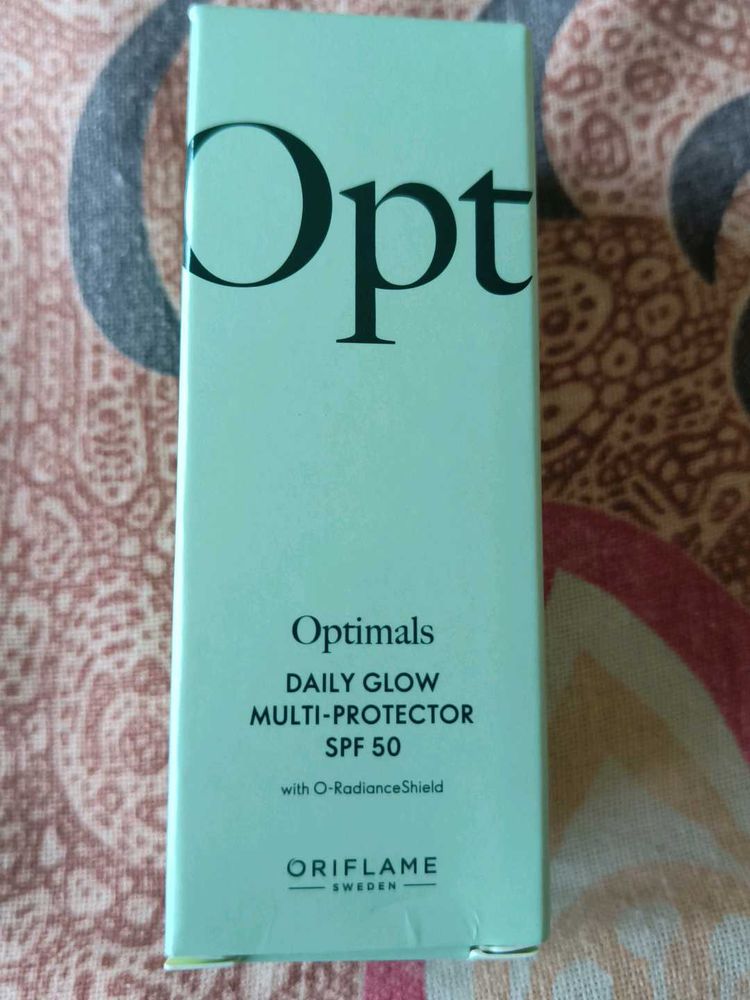 Opt
Optimals
DAILY GLOW
MULTI-PROTECTOR
SPF 50
with O-RadianceShield
ORIFLAME
SWEDEN